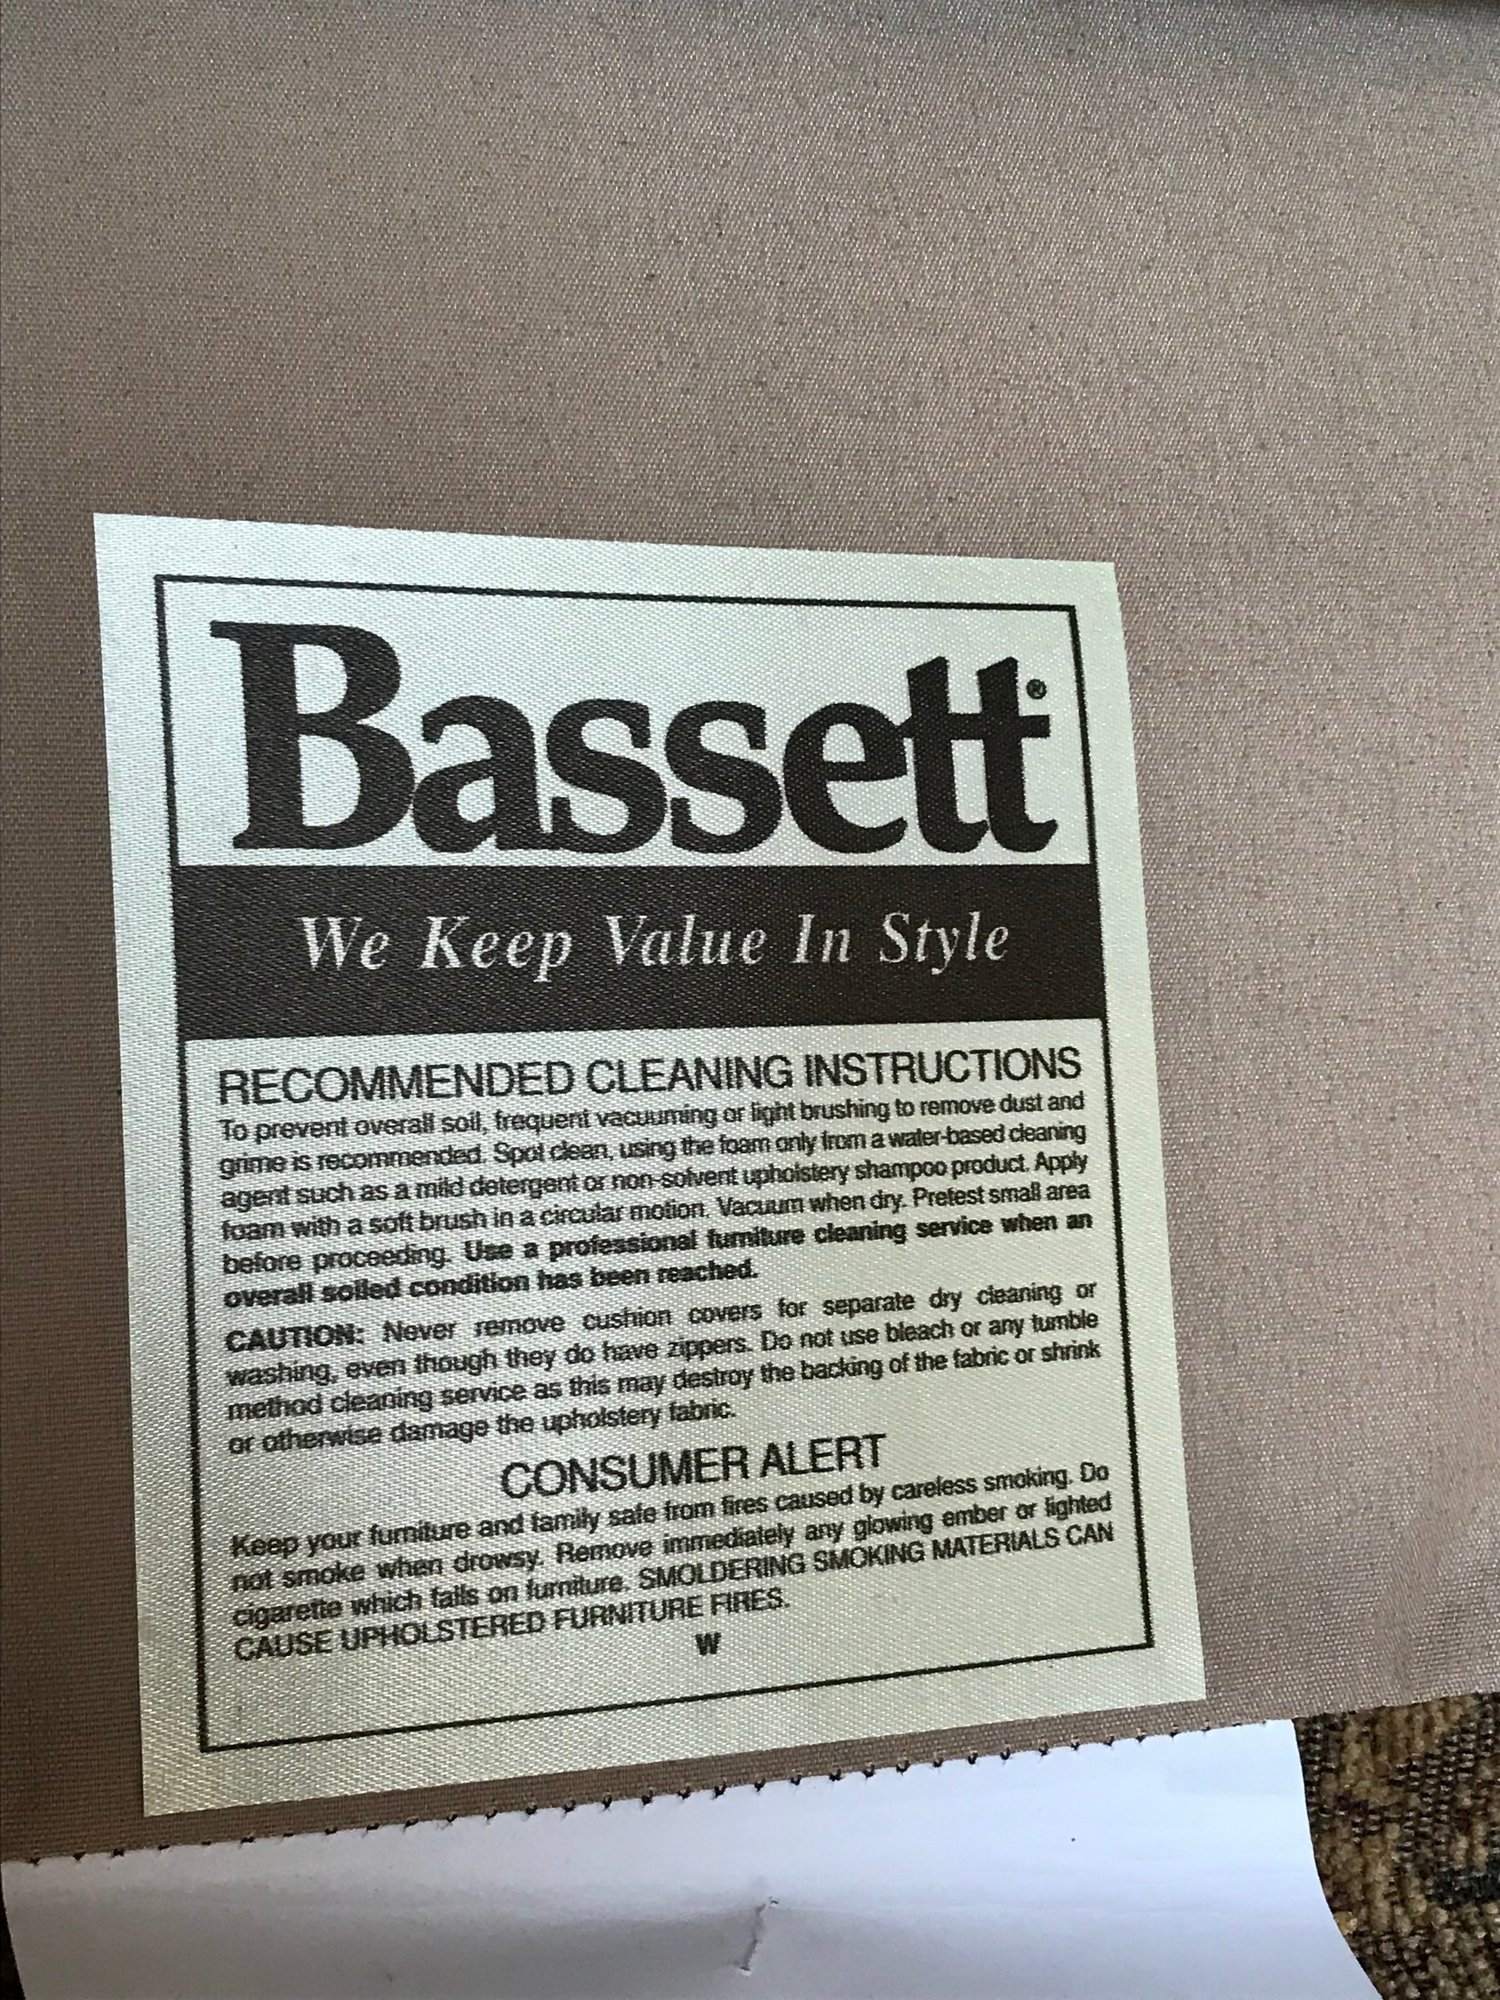 Bassett®
We Keep Value In Style
RECOMMENDED CLEANING INSTRUCTIONS
To prevent overall soil, frequent vacuuming or light brushing to remove dust and
grime is recommended. Spot clean, using the foam only from a water-based cleaning
agent such as a mild detergent or non-solvent upholstery shampoo product. Apply
foam with a soft brush in a circular motion. Vacuum when dry. Pretest small area
before proceeding. Use a professional furniture cleaning service when an
overall soiled condition has been reached.
CAUTION: Never remove cushion covers for separate dry cleaning or
washing, even though they do have zippers. Do not use bleach or any tumble
method cleaning service as this may destroy the backing of the fabric or shrink
or otherwise damage the upholstery fabric.
CONSUMER ALERT
Keep your furniture and family safe from fires caused by careless smoking. Do
not smoke when drowsy. Remove immediately any glowing ember or lighted
cigarette which falls on furniture. SMOLDERING SMOKING MATERIALS CAN
CAUSE UPHOLSTERED FURNITURE FIRES.
W